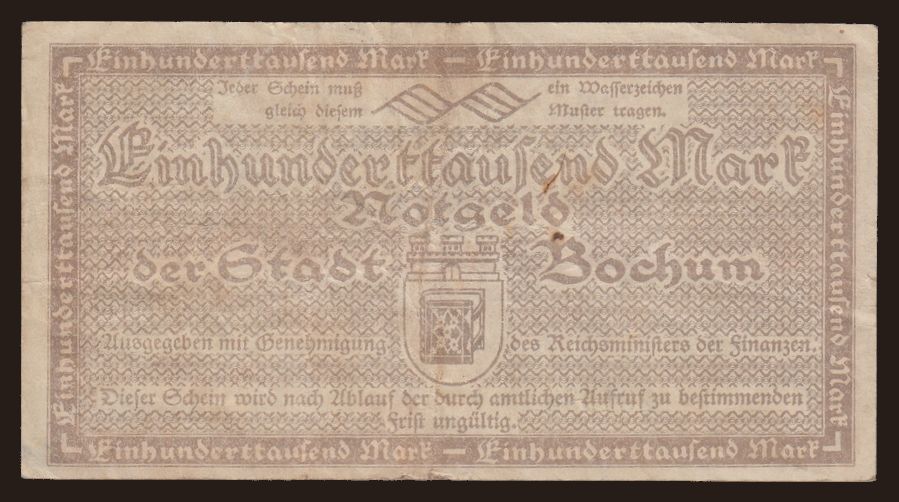 Einhunderttausend Mark — Einhunderttausend Mark
Jeder Schein muß ein Wasserzeichen
gleich diesem Muster tragen.
Einhunderttausend Mark
Notgeld
der Stadt Bochum
Ausgegeben mit Genehmigung des Reichsministers der Finanzen.
Dieser Schein wird nach Ablauf der durch amtlichen Aufruf zu bestimmenden
Frist ungültig.
Einhunderttausend Mark — Einhunderttausend Mark
Einhunderttausend Mark
Einhunderttausend Mark